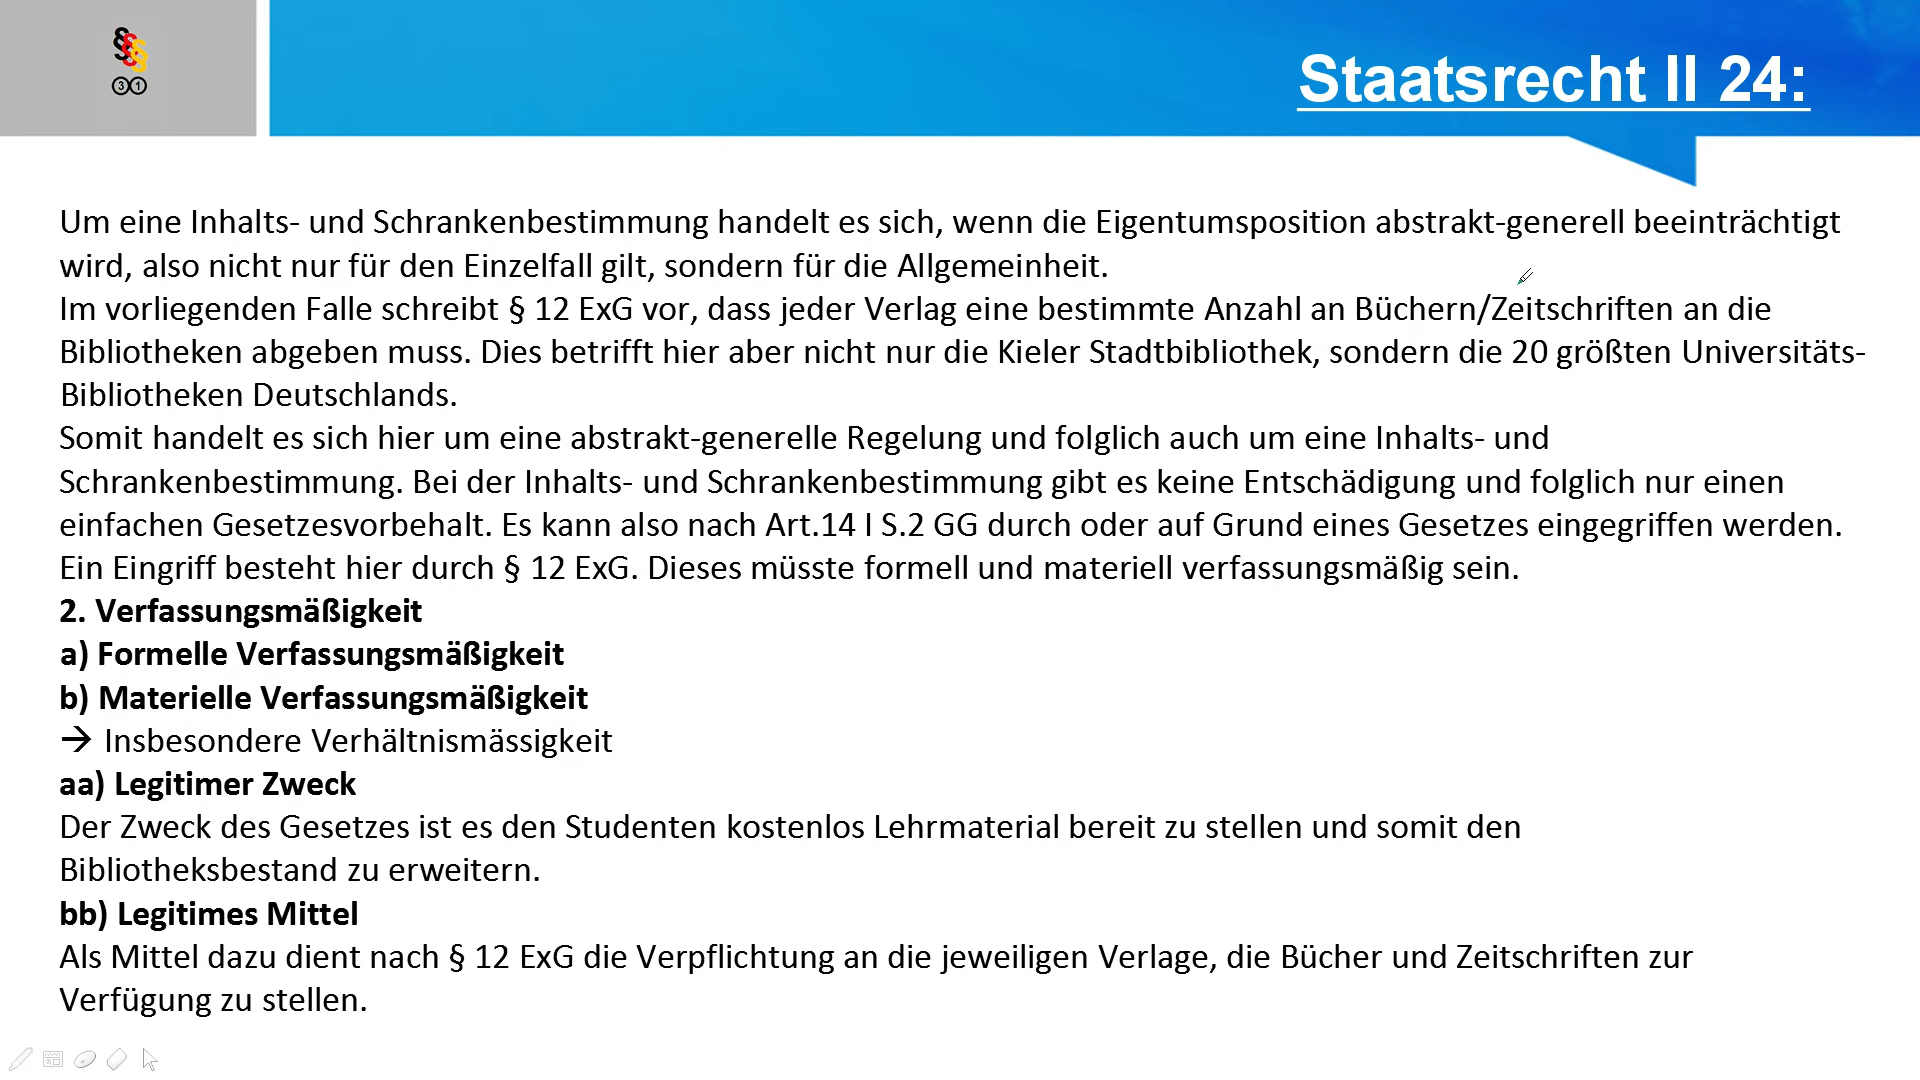 31
Staatsrecht II 24:
Um eine Inhalts- und Schrankenbestimmung handelt es sich, wenn die Eigentumsposition abstrakt-generell beeinträchtigt
wird, also nicht nur für den Einzelfall gilt, sondern für die Allgemeinheit.
Im vorliegenden Falle schreibt § 12 ExG vor, dass jeder Verlag eine bestimmte Anzahl an Büchern/Zeitschriften an die
Bibliotheken abgeben muss. Dies betrifft hier aber nicht nur die Kieler Stadtbibliothek, sondern die 20 größten Universitäts-
Bibliotheken Deutschlands.
Somit handelt es sich hier um eine abstrakt-generelle Regelung und folglich auch um eine Inhalts- und
Schrankenbestimmung. Bei der Inhalts- und Schrankenbestimmung gibt es keine Entschädigung und folglich nur einen
einfachen Gesetzesvorbehalt. Es kann also nach Art.14 I S.2 GG durch oder auf Grund eines Gesetzes eingegriffen werden.
Ein Eingriff besteht hier durch § 12 ExG. Dieses müsste formell und materiell verfassungsmäßig sein.
2. Verfassungsmäßigkeit
a) Formelle Verfassungsmäßigkeit
b) Materielle Verfassungsmäßigkeit
→ Insbesondere Verhältnismässigkeit
aa) Legitimer Zweck
Der Zweck des Gesetzes ist es den Studenten kostenlos Lehrmaterial bereit zu stellen und somit den
Bibliotheksbestand zu erweitern.
bb) Legitimes Mittel
Als Mittel dazu dient nach § 12 ExG die Verpflichtung an die jeweiligen Verlage, die Bücher und Zeitschriften zur
Verfügung zu stellen.